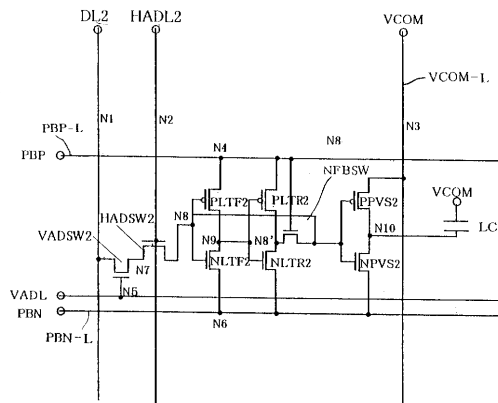 DL2
HADL2
VCOM
VCOM-L
PBP-L
N1
N2
N4
N8
N3
PBP
NFBSW
PLTF2
PLTR2
PPVS2
VCOM
LC
HADSW2
VADSW2
N8
N9
N8'
N10
N7
NLTF2
NLTR2
NPVS2
VADL
N5
PBN
N6
PBN-L